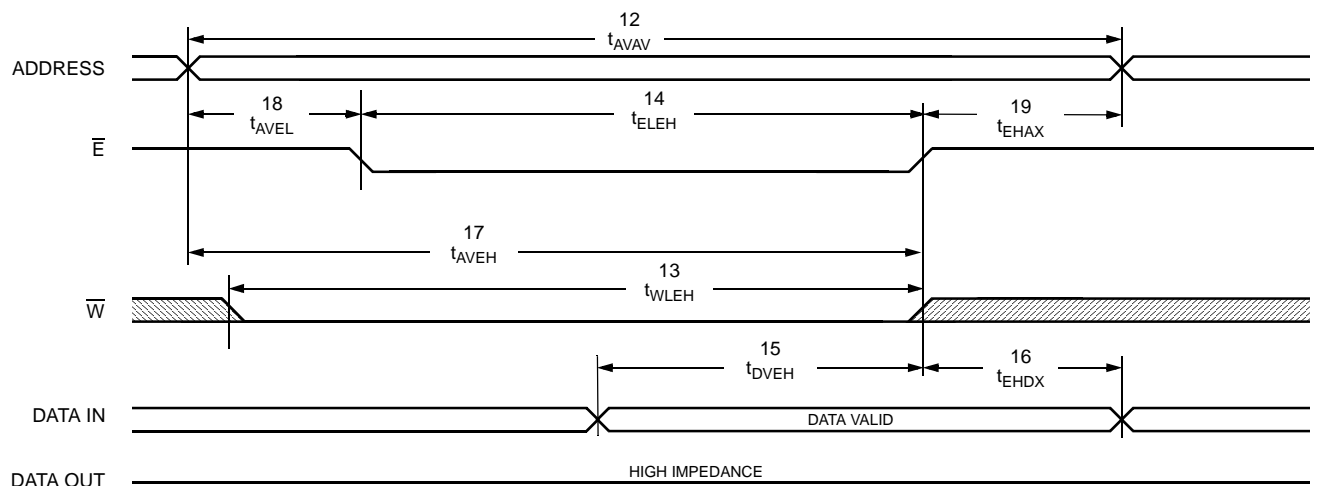 12
tAVAV
ADDRESS
18
tAVEL
14
tELEH
19
tEHAX
E̅
17
tAVEH
13
tWLEH
W̅
15
tDVEH
16
tEHDX
DATA IN
DATA VALID
DATA OUT
HIGH IMPEDANCE